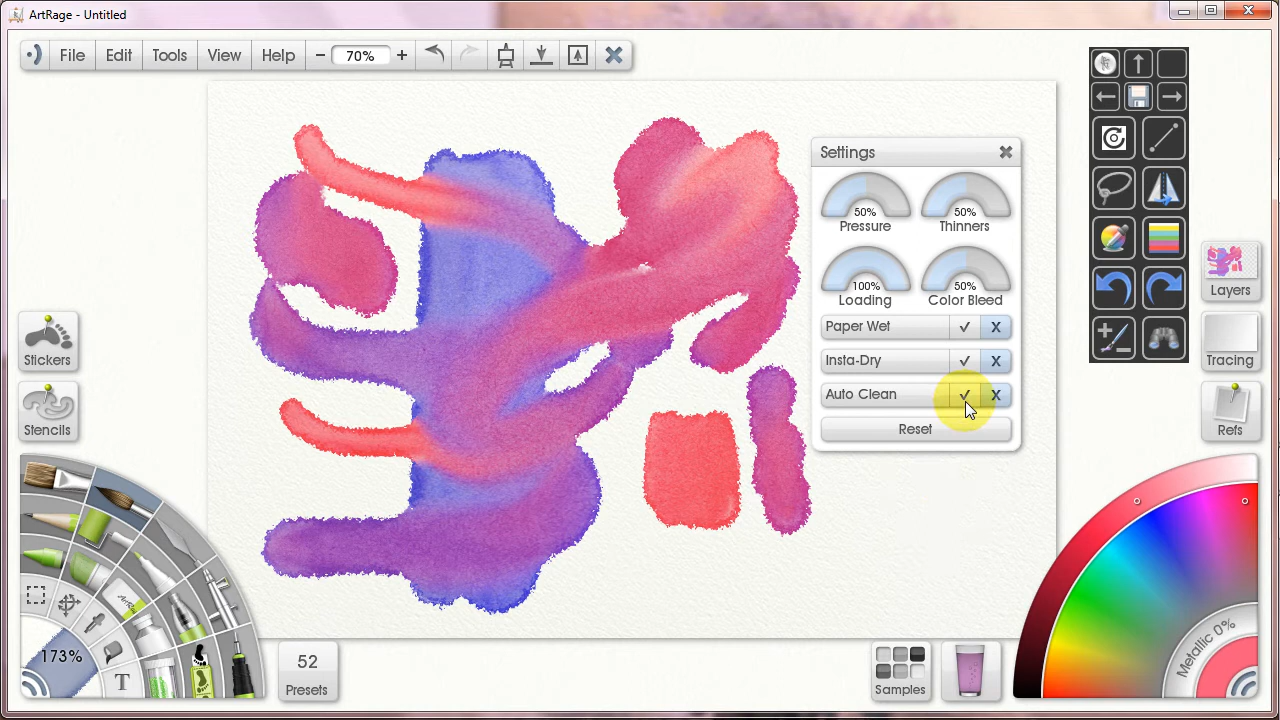 ArtRage - Untitled
File Edit Tools View Help − 70% +
Settings
50% 50%
Pressure Thinners
100% 50%
Loading Color Bleed
Paper Wet ✓ X
Insta-Dry ✓ X
Auto Clean ✓ X
Reset
Layers
Tracing
Refs
Stickers
Stencils
173%
T
52
Presets
Samples
Metallic 0%